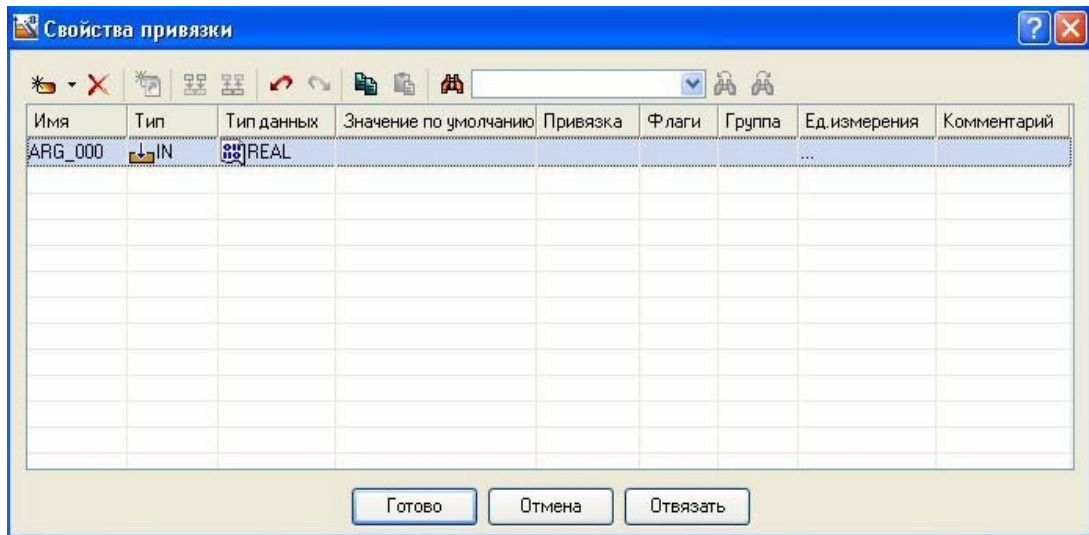 Свойства привязки
Имя Тип Тип данных Значение по умолчанию Привязка Флаги Группа Ед.измерения Комментарий
ARG_000 IN REAL ...
Готово Отмена Отвязать